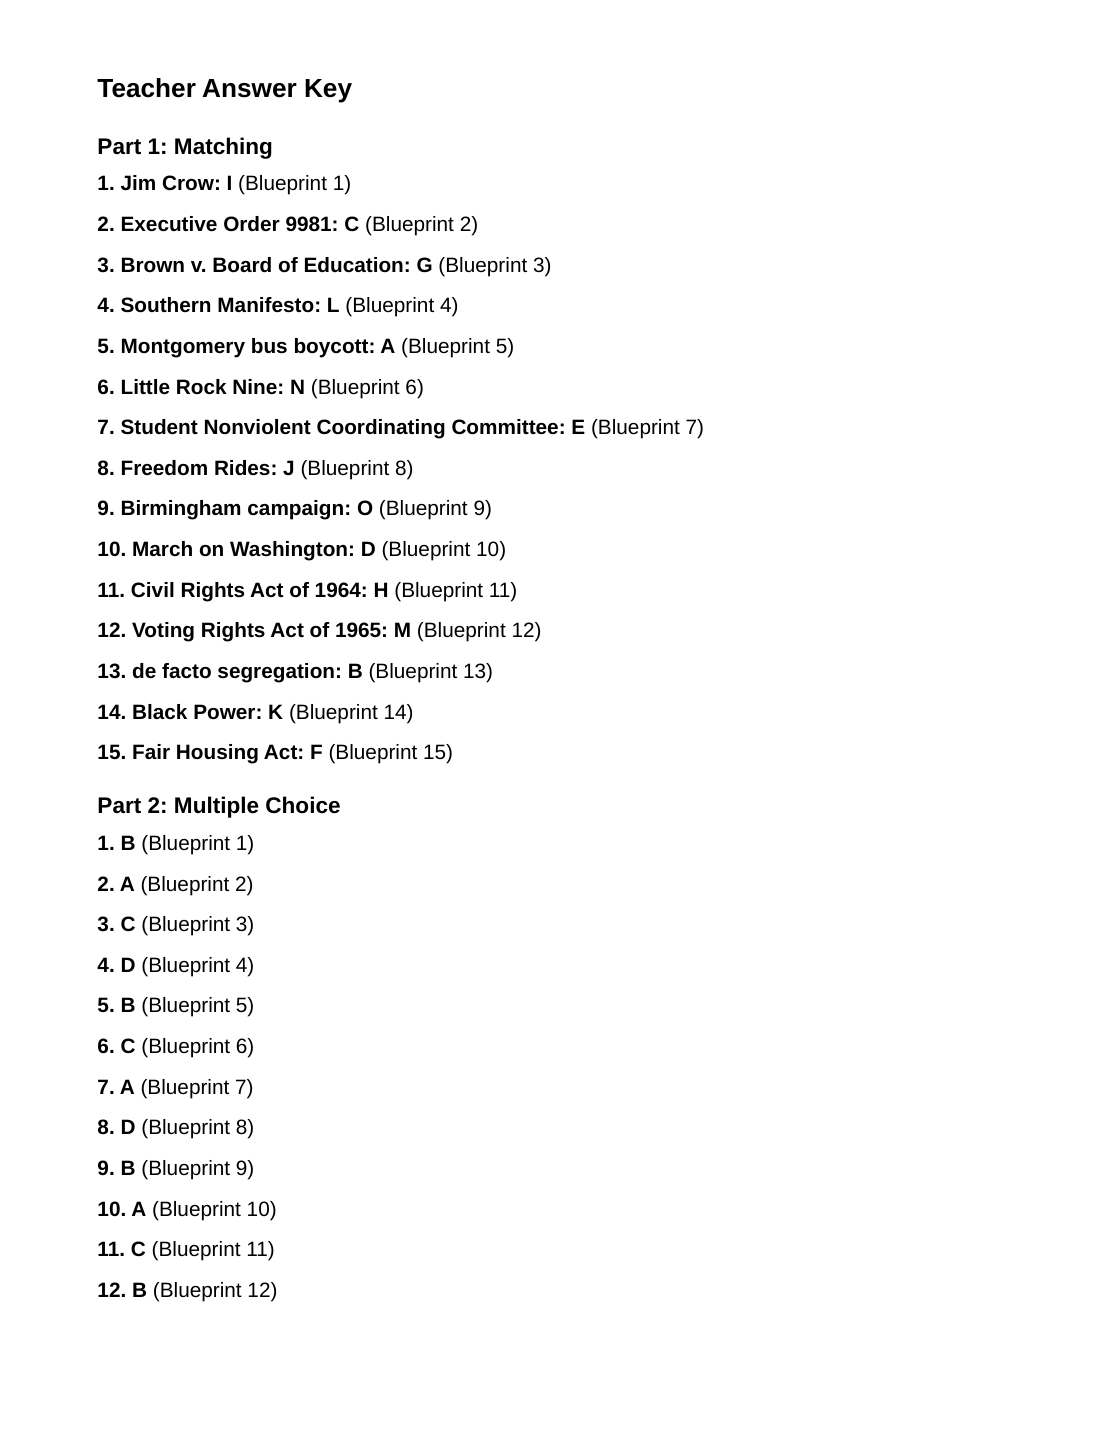 Teacher Answer Key
Part 1: Matching
1. Jim Crow: I (Blueprint 1)
2. Executive Order 9981: C (Blueprint 2)
3. Brown v. Board of Education: G (Blueprint 3)
4. Southern Manifesto: L (Blueprint 4)
5. Montgomery bus boycott: A (Blueprint 5)
6. Little Rock Nine: N (Blueprint 6)
7. Student Nonviolent Coordinating Committee: E (Blueprint 7)
8. Freedom Rides: J (Blueprint 8)
9. Birmingham campaign: O (Blueprint 9)
10. March on Washington: D (Blueprint 10)
11. Civil Rights Act of 1964: H (Blueprint 11)
12. Voting Rights Act of 1965: M (Blueprint 12)
13. de facto segregation: B (Blueprint 13)
14. Black Power: K (Blueprint 14)
15. Fair Housing Act: F (Blueprint 15)
Part 2: Multiple Choice
1. B (Blueprint 1)
2. A (Blueprint 2)
3. C (Blueprint 3)
4. D (Blueprint 4)
5. B (Blueprint 5)
6. C (Blueprint 6)
7. A (Blueprint 7)
8. D (Blueprint 8)
9. B (Blueprint 9)
10. A (Blueprint 10)
11. C (Blueprint 11)
12. B (Blueprint 12)